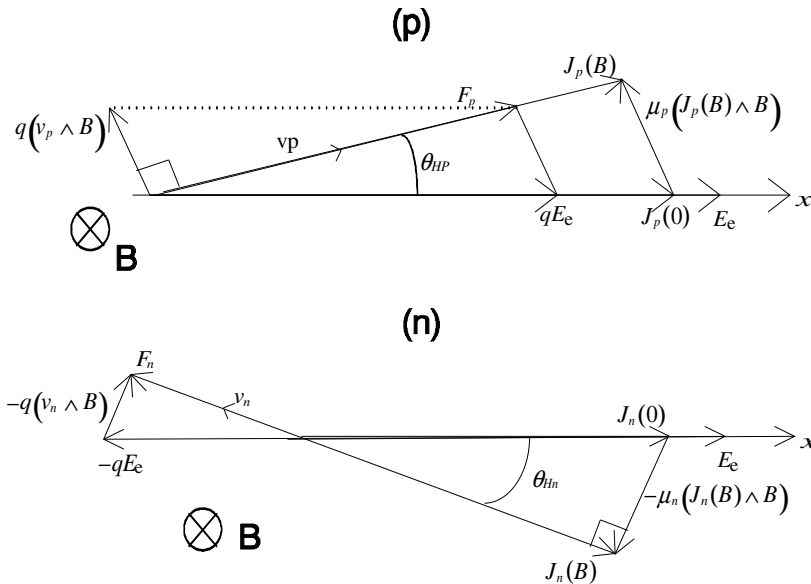 (p)
J_p(B)
F_p
μ_p(J_p(B) ∧ B)
q(v_p ∧ B)
vp
θ_HP
x
qE_e
J_p(0)
E_e
B
(n)
F_n
v_n
-q(v_n ∧ B)
J_n(0)
x
-qE_e
E_e
θ_Hn
-μ_n(J_n(B) ∧ B)
B
J_n(B)